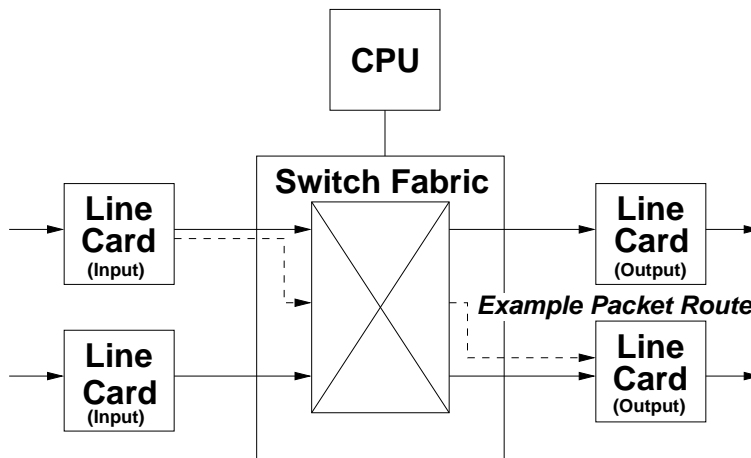 CPU
Switch Fabric
Line
Card
(Input)
Line
Card
(Output)
Example Packet Route
Line
Card
(Input)
Line
Card
(Output)